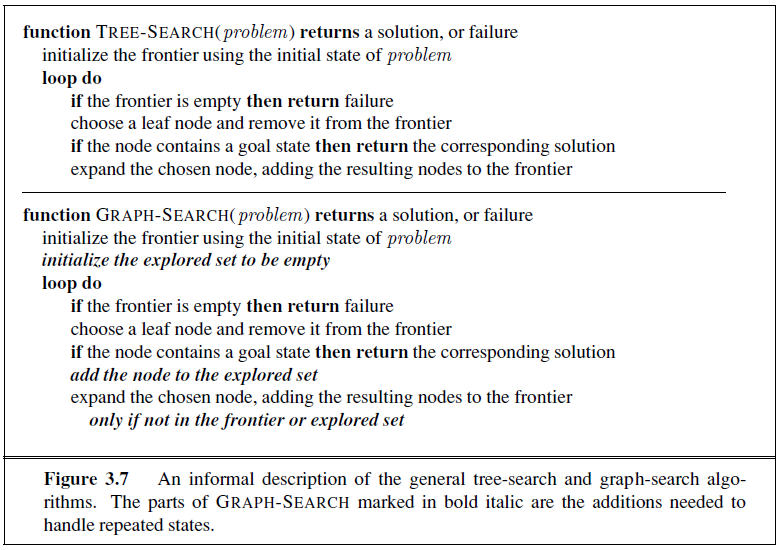 function TREE-SEARCH(problem) returns a solution, or failure
initialize the frontier using the initial state of problem
loop do
if the frontier is empty then return failure
choose a leaf node and remove it from the frontier
if the node contains a goal state then return the corresponding solution
expand the chosen node, adding the resulting nodes to the frontier
function GRAPH-SEARCH(problem) returns a solution, or failure
initialize the frontier using the initial state of problem
initialize the explored set to be empty
loop do
if the frontier is empty then return failure
choose a leaf node and remove it from the frontier
if the node contains a goal state then return the corresponding solution
add the node to the explored set
expand the chosen node, adding the resulting nodes to the frontier
only if not in the frontier or explored set
Figure 3.7 An informal description of the general tree-search and graph-search algo-
rithms. The parts of GRAPH-SEARCH marked in bold italic are the additions needed to
handle repeated states.